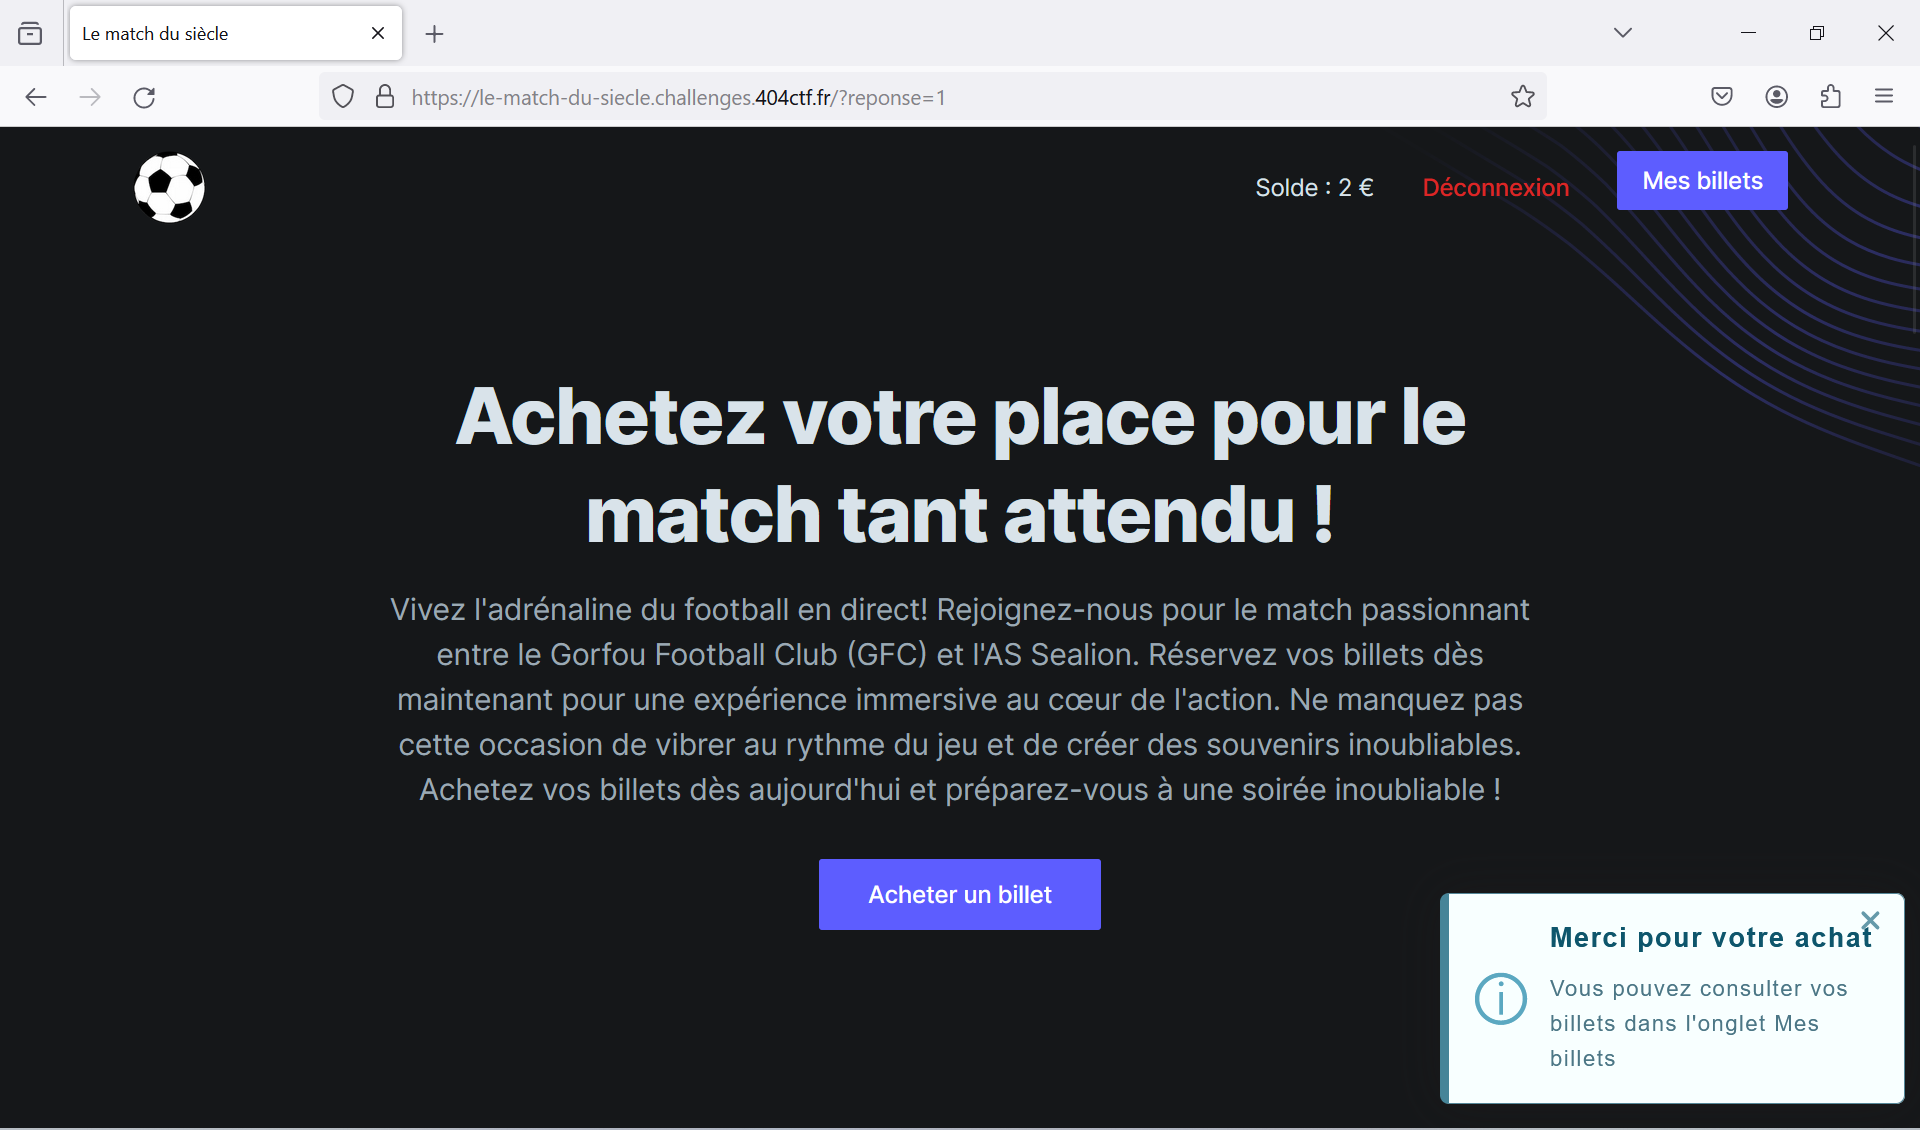 Le match du siècle
https://le-match-du-siecle.challenges.404ctf.fr/?reponse=1
Solde : 2 €
Déconnexion
Mes billets
Achetez votre place pour le
match tant attendu !
Vivez l'adrénaline du football en direct! Rejoignez-nous pour le match passionnant
entre le Gorfou Football Club (GFC) et l'AS Sealion. Réservez vos billets dès
maintenant pour une expérience immersive au cœur de l'action. Ne manquez pas
cette occasion de vibrer au rythme du jeu et de créer des souvenirs inoubliables.
Achetez vos billets dès aujourd'hui et préparez-vous à une soirée inoubliable !
Acheter un billet
Merci pour votre achat
Vous pouvez consulter vos
billets dans l'onglet Mes
billets